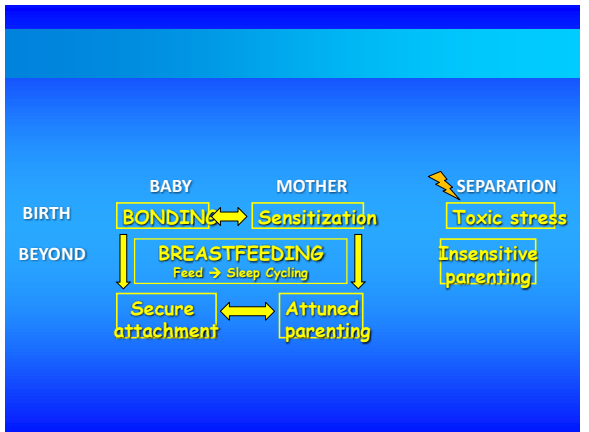 BABY MOTHER SEPARATION
BIRTH BONDING Sensitization Toxic stress
BEYOND BREASTFEEDING Insensitive
Feed → Sleep Cycling parenting
Secure Attuned
attachment parenting